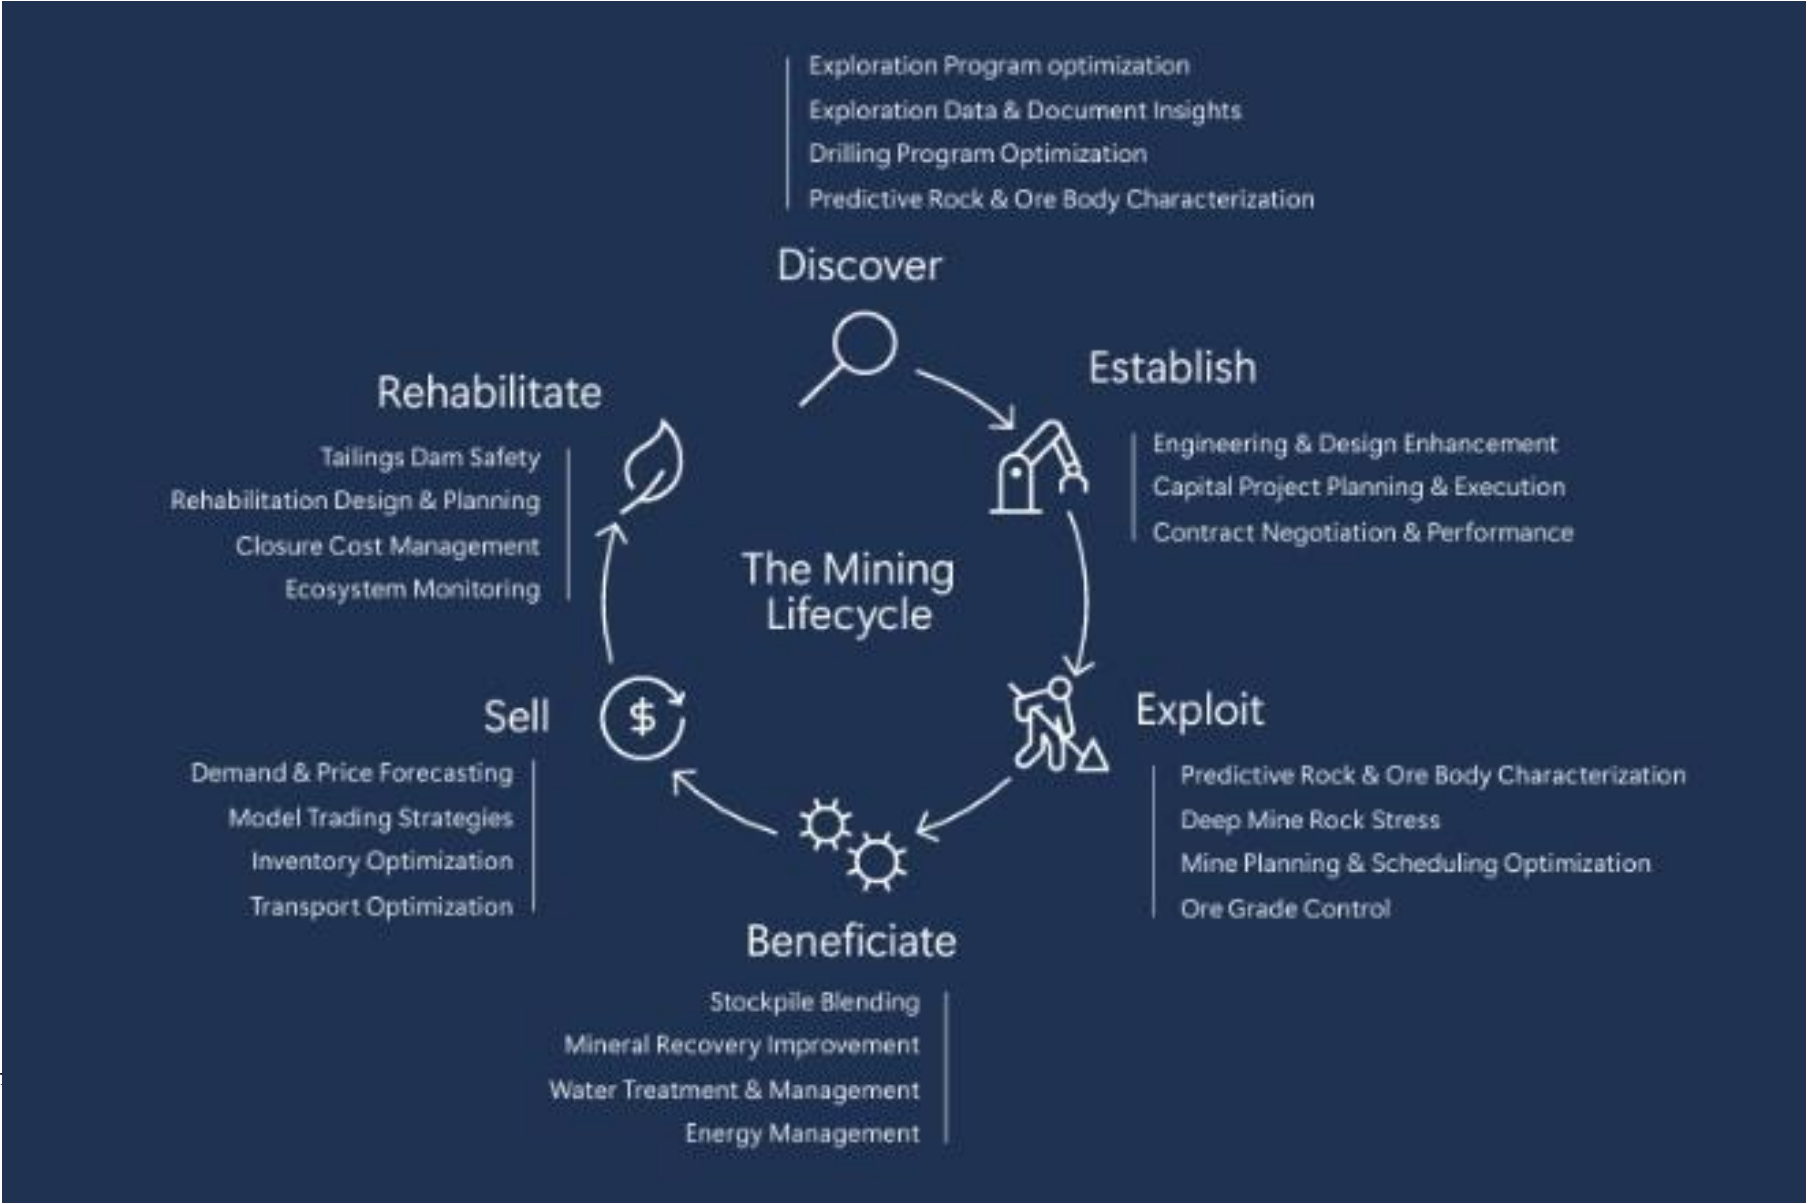 Exploration Program optimization
Exploration Data & Document Insights
Drilling Program Optimization
Predictive Rock & Ore Body Characterization
Discover
Establish
Engineering & Design Enhancement
Capital Project Planning & Execution
Contract Negotiation & Performance
Exploit
Predictive Rock & Ore Body Characterization
Deep Mine Rock Stress
Mine Planning & Scheduling Optimization
Ore Grade Control
Beneficiate
Stockpile Blending
Mineral Recovery Improvement
Water Treatment & Management
Energy Management
Sell
$
Demand & Price Forecasting
Model Trading Strategies
Inventory Optimization
Transport Optimization
Rehabilitate
Tailings Dam Safety
Rehabilitation Design & Planning
Closure Cost Management
Ecosystem Monitoring
The Mining
Lifecycle